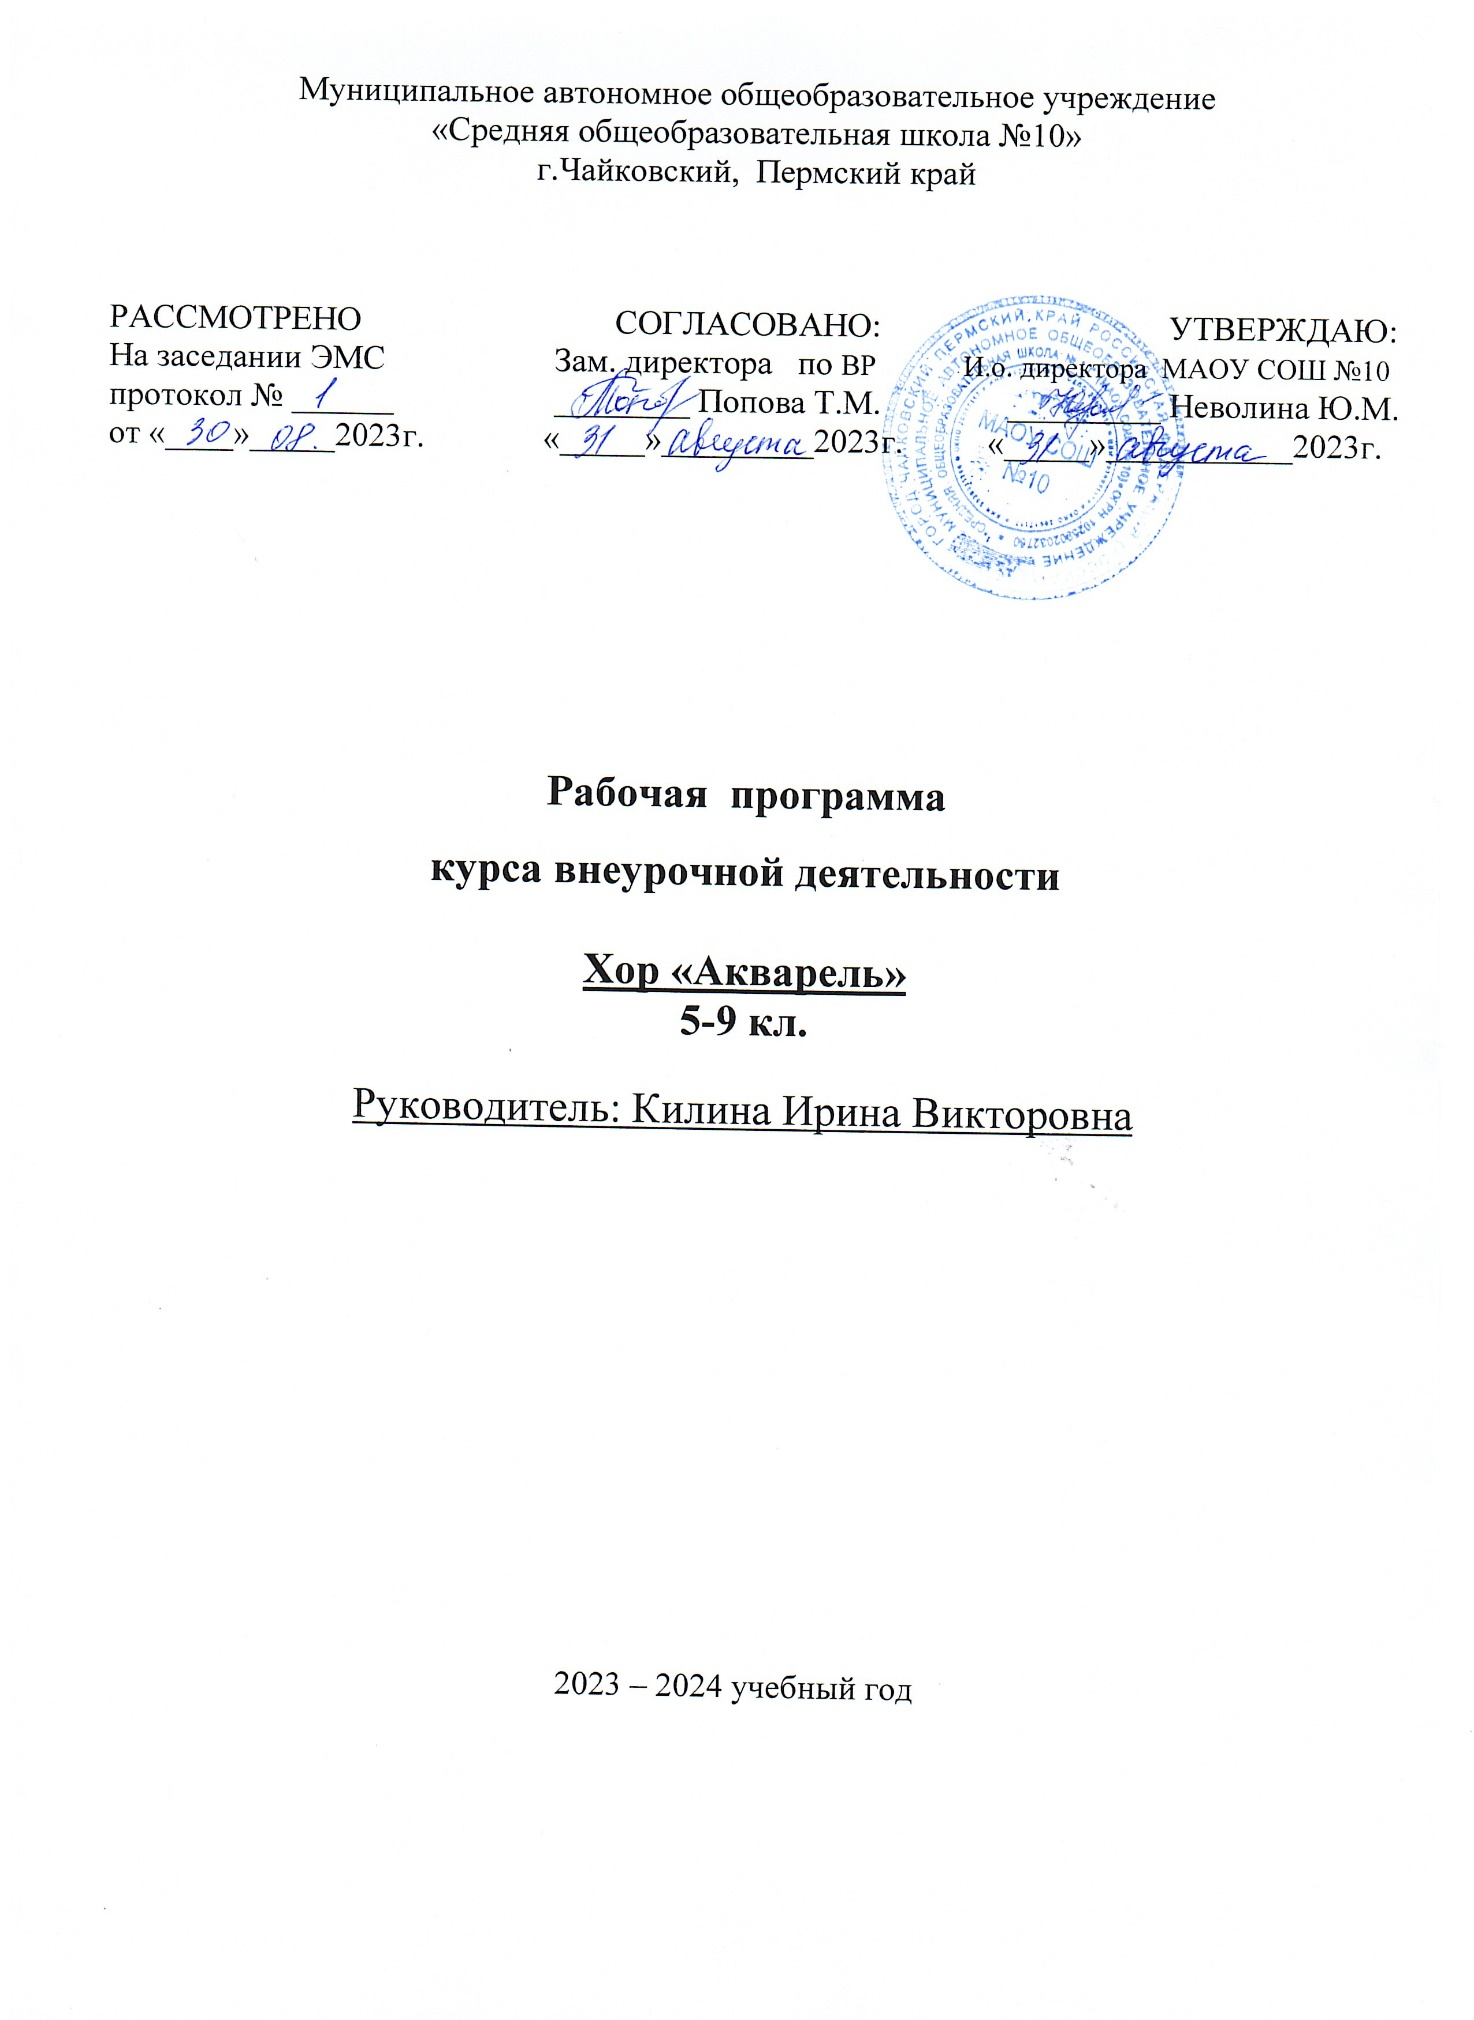 Муниципальное автономное общеобразовательное учреждение
«Средняя общеобразовательная школа №10»
г.Чайковский, Пермский край
РАССМОТРЕНО
На заседании ЭМС
протокол № 1
от «30» 08. 2023г.
СОГЛАСОВАНО:
Зам. директора по ВР
Попова Т.М.
«31» августа 2023г.
УТВЕРЖДАЮ:
И.о. директора МАОУ СОШ №10
Неволина Ю.М.
«31» августа 2023г.
МАОУ СОШ
№10
Рабочая программа
курса внеурочной деятельности
Хор «Акварель»
5-9 кл.
Руководитель: Килина Ирина Викторовна
2023 – 2024 учебный год